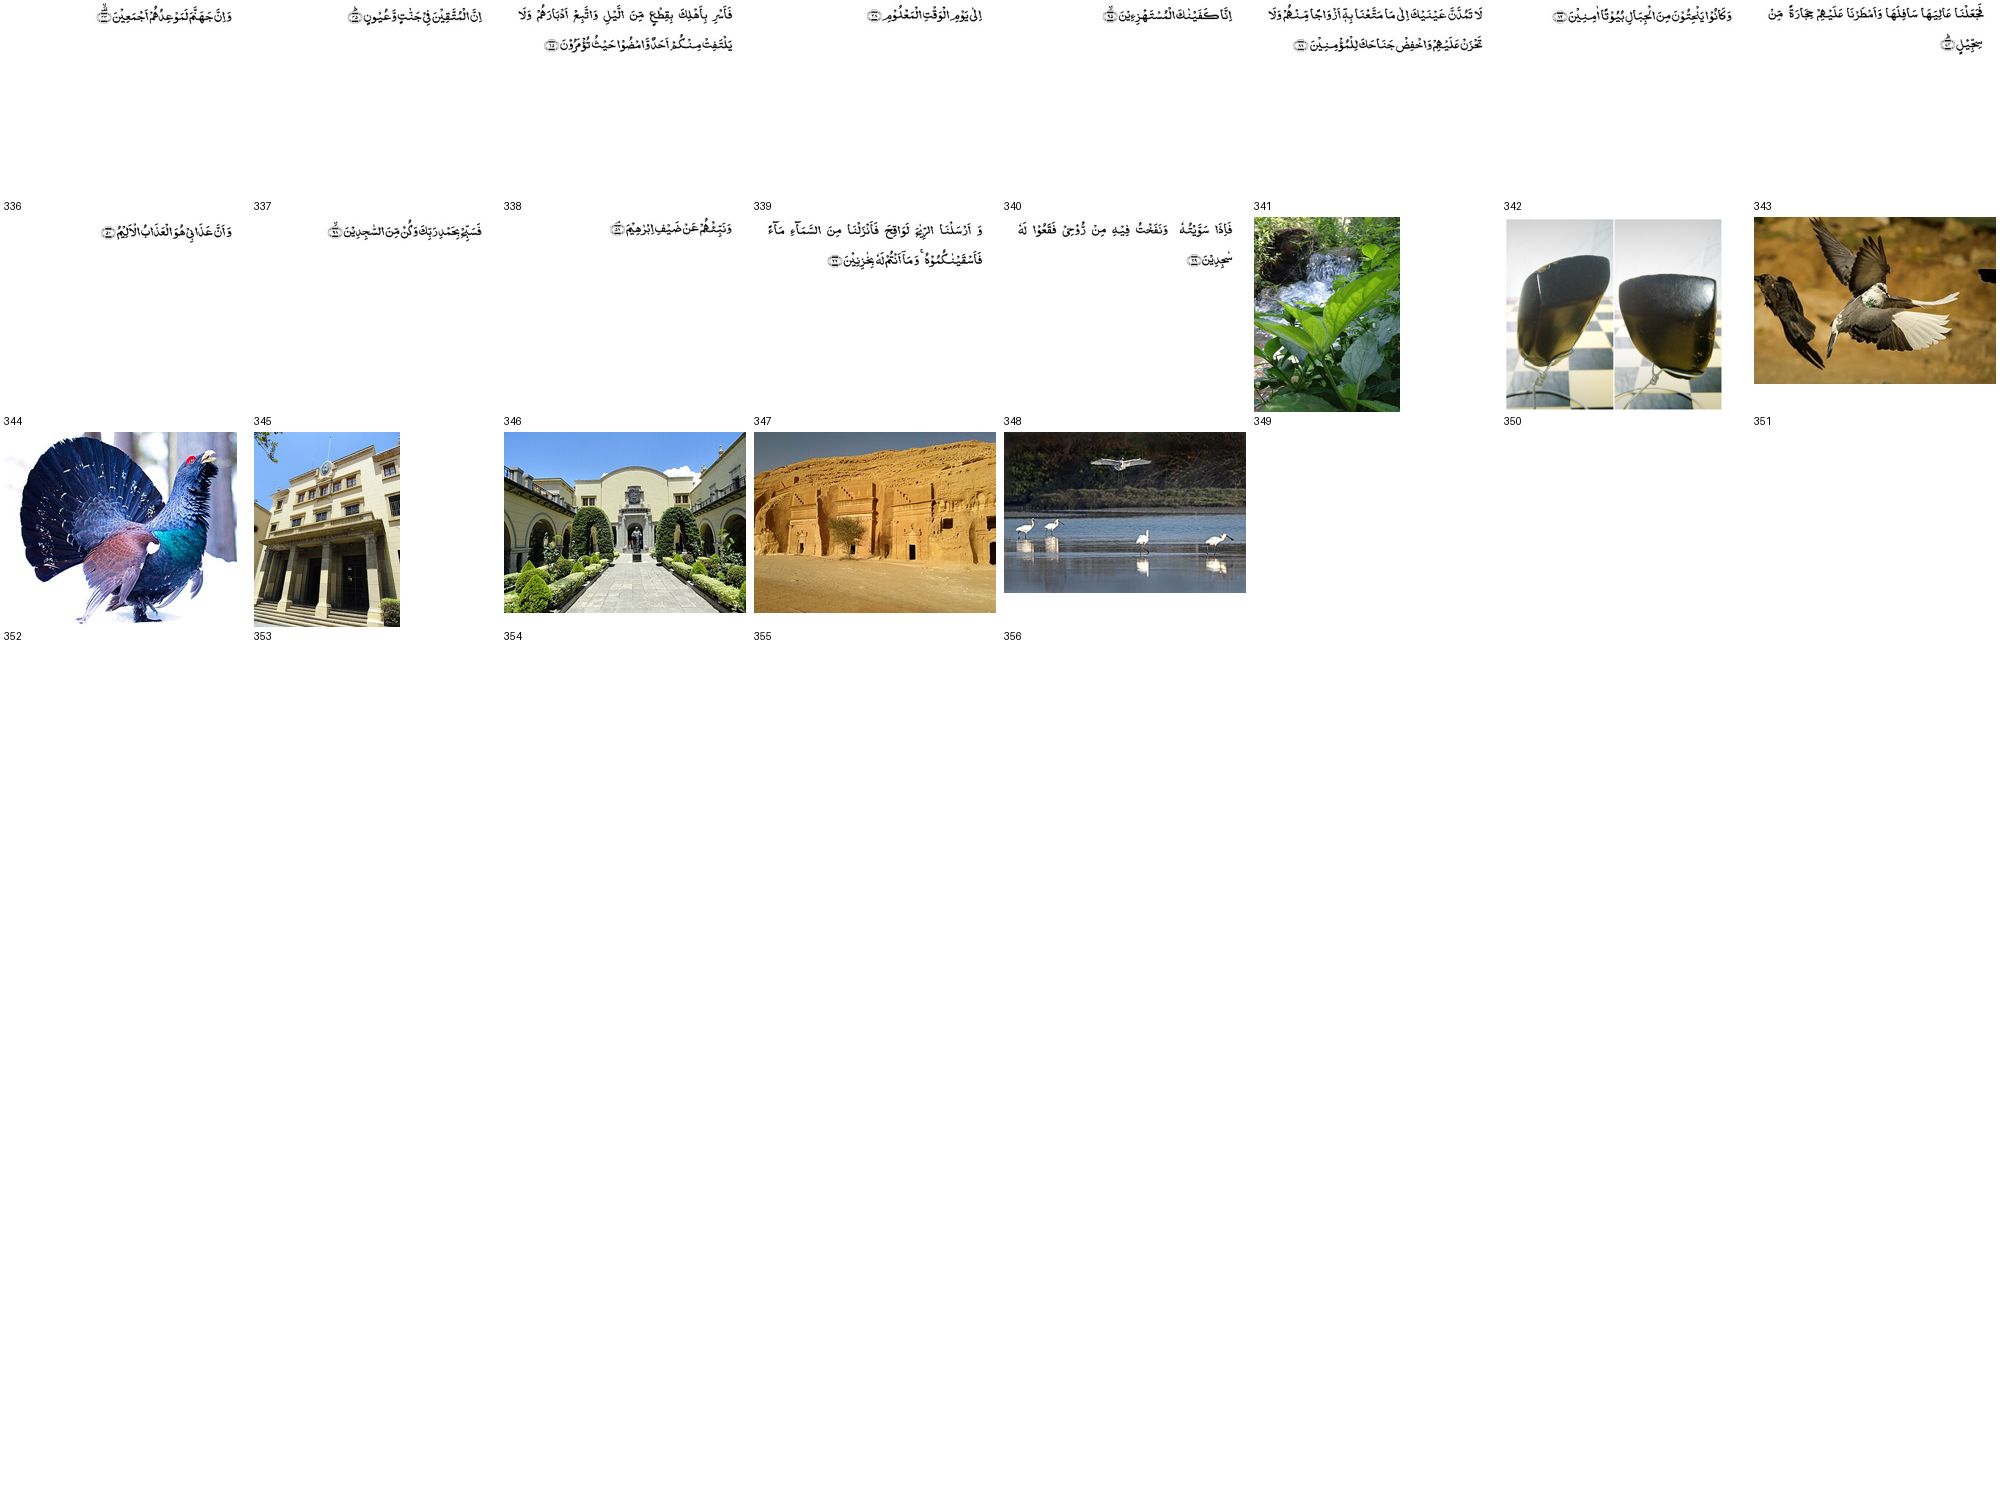 وَاِنَّ جَهَنَّمَ لَمَوْعِدُهُمْ اَجْمَعِيْنَ
اِنَّ الْمُتَّقِيْنَ فِيْ جَنّٰتٍ وَّعُيُوْنٍ
فَاَسْرِ بِاَهْلِكَ بِقِطْعٍ مِّنَ الَّيْلِ وَاتَّبِعْ اَدْبَارَهُمْ وَلَا
يَلْتَفِتْ مِنْكُمْ اَحَدٌ وَّامْضُوْا حَيْثُ تُؤْمَرُوْنَ
اِلٰى يَوْمِ الْوَقْتِ الْمَعْلُوْمِ
اِنَّا كَفَيْنٰكَ الْمُسْتَهْزِءِيْنَ
لَا تَمُدَّنَّ عَيْنَيْكَ اِلٰى مَا مَتَّعْنَا بِهٖٓ اَزْوَاجًا مِّنْهُمْ وَلَا
تَحْزَنْ عَلَيْهِمْ وَاخْفِضْ جَنَاحَكَ لِلْمُؤْمِنِيْنَ
وَكَانُوْا يَنْحِتُوْنَ مِنَ الْجِبَالِ بُيُوْتًا اٰمِنِيْنَ
فَجَعَلْنَا عَالِيَهَا سَافِلَهَا وَاَمْطَرْنَا عَلَيْهِمْ حِجَارَةً مِّنْ
سِجِّيْلٍ
336
337
338
339
340
341
342
343
وَاَنَّ عَذَابِيْ هُوَ الْعَذَابُ الْاَلِيْمُ
فَسَبِّحْ بِحَمْدِ رَبِّكَ وَكُنْ مِّنَ السّٰجِدِيْنَ
وَنَبِّئْهُمْ عَنْ ضَيْفِ اِبْرٰهِيْمَ
وَ اَرْسَلْنَا الرِّيٰحَ لَوَاقِحَ فَاَنْزَلْنَا مِنَ السَّمَآءِ مَآءً
فَاَسْقَيْنٰكُمُوْهُ ۚ وَمَآ اَنْتُمْ لَهٗ بِخٰزِنِيْنَ
فَاِذَا سَوَّيْتُهٗ وَنَفَخْتُ فِيْهِ مِنْ رُّوْحِيْ فَقَعُوْا لَهٗ
سٰجِدِيْنَ
344
345
346
347
348
349
350
351
352
353
354
355
356